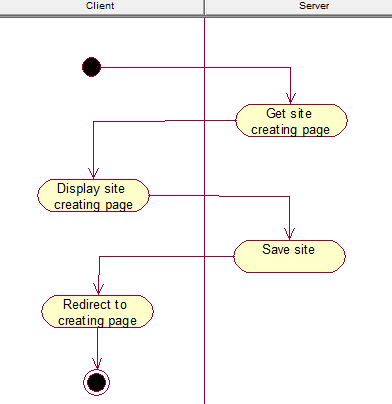 Client
Server
Get site
creating page
Display site
creating page
Save site
Redirect to
creating page